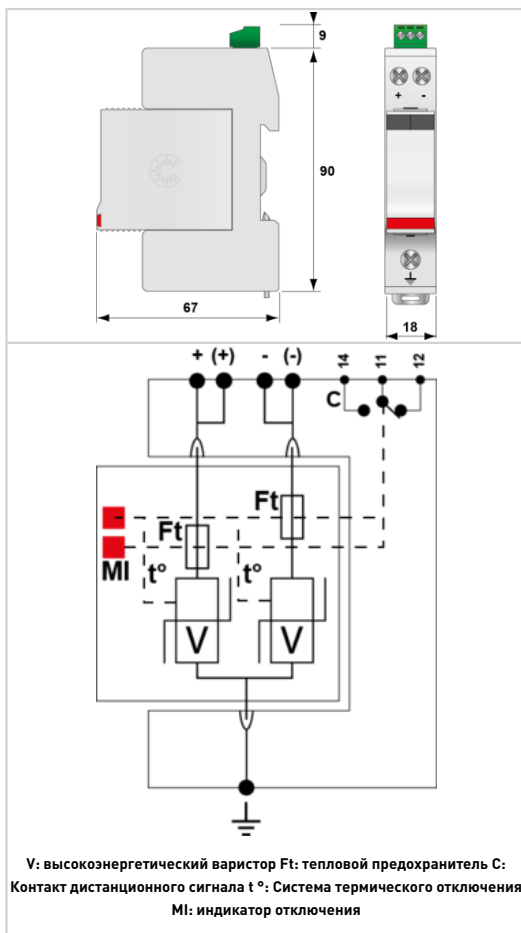 9
+ -
90
67
18
+ (+) - (-) 14 11 12
C
Ft
Ft
MI t° t°
V V
V: высокоэнергетический варистор Ft: тепловой предохранитель C:
Контакт дистанционного сигнала t °: Система термического отключения
MI: индикатор отключения